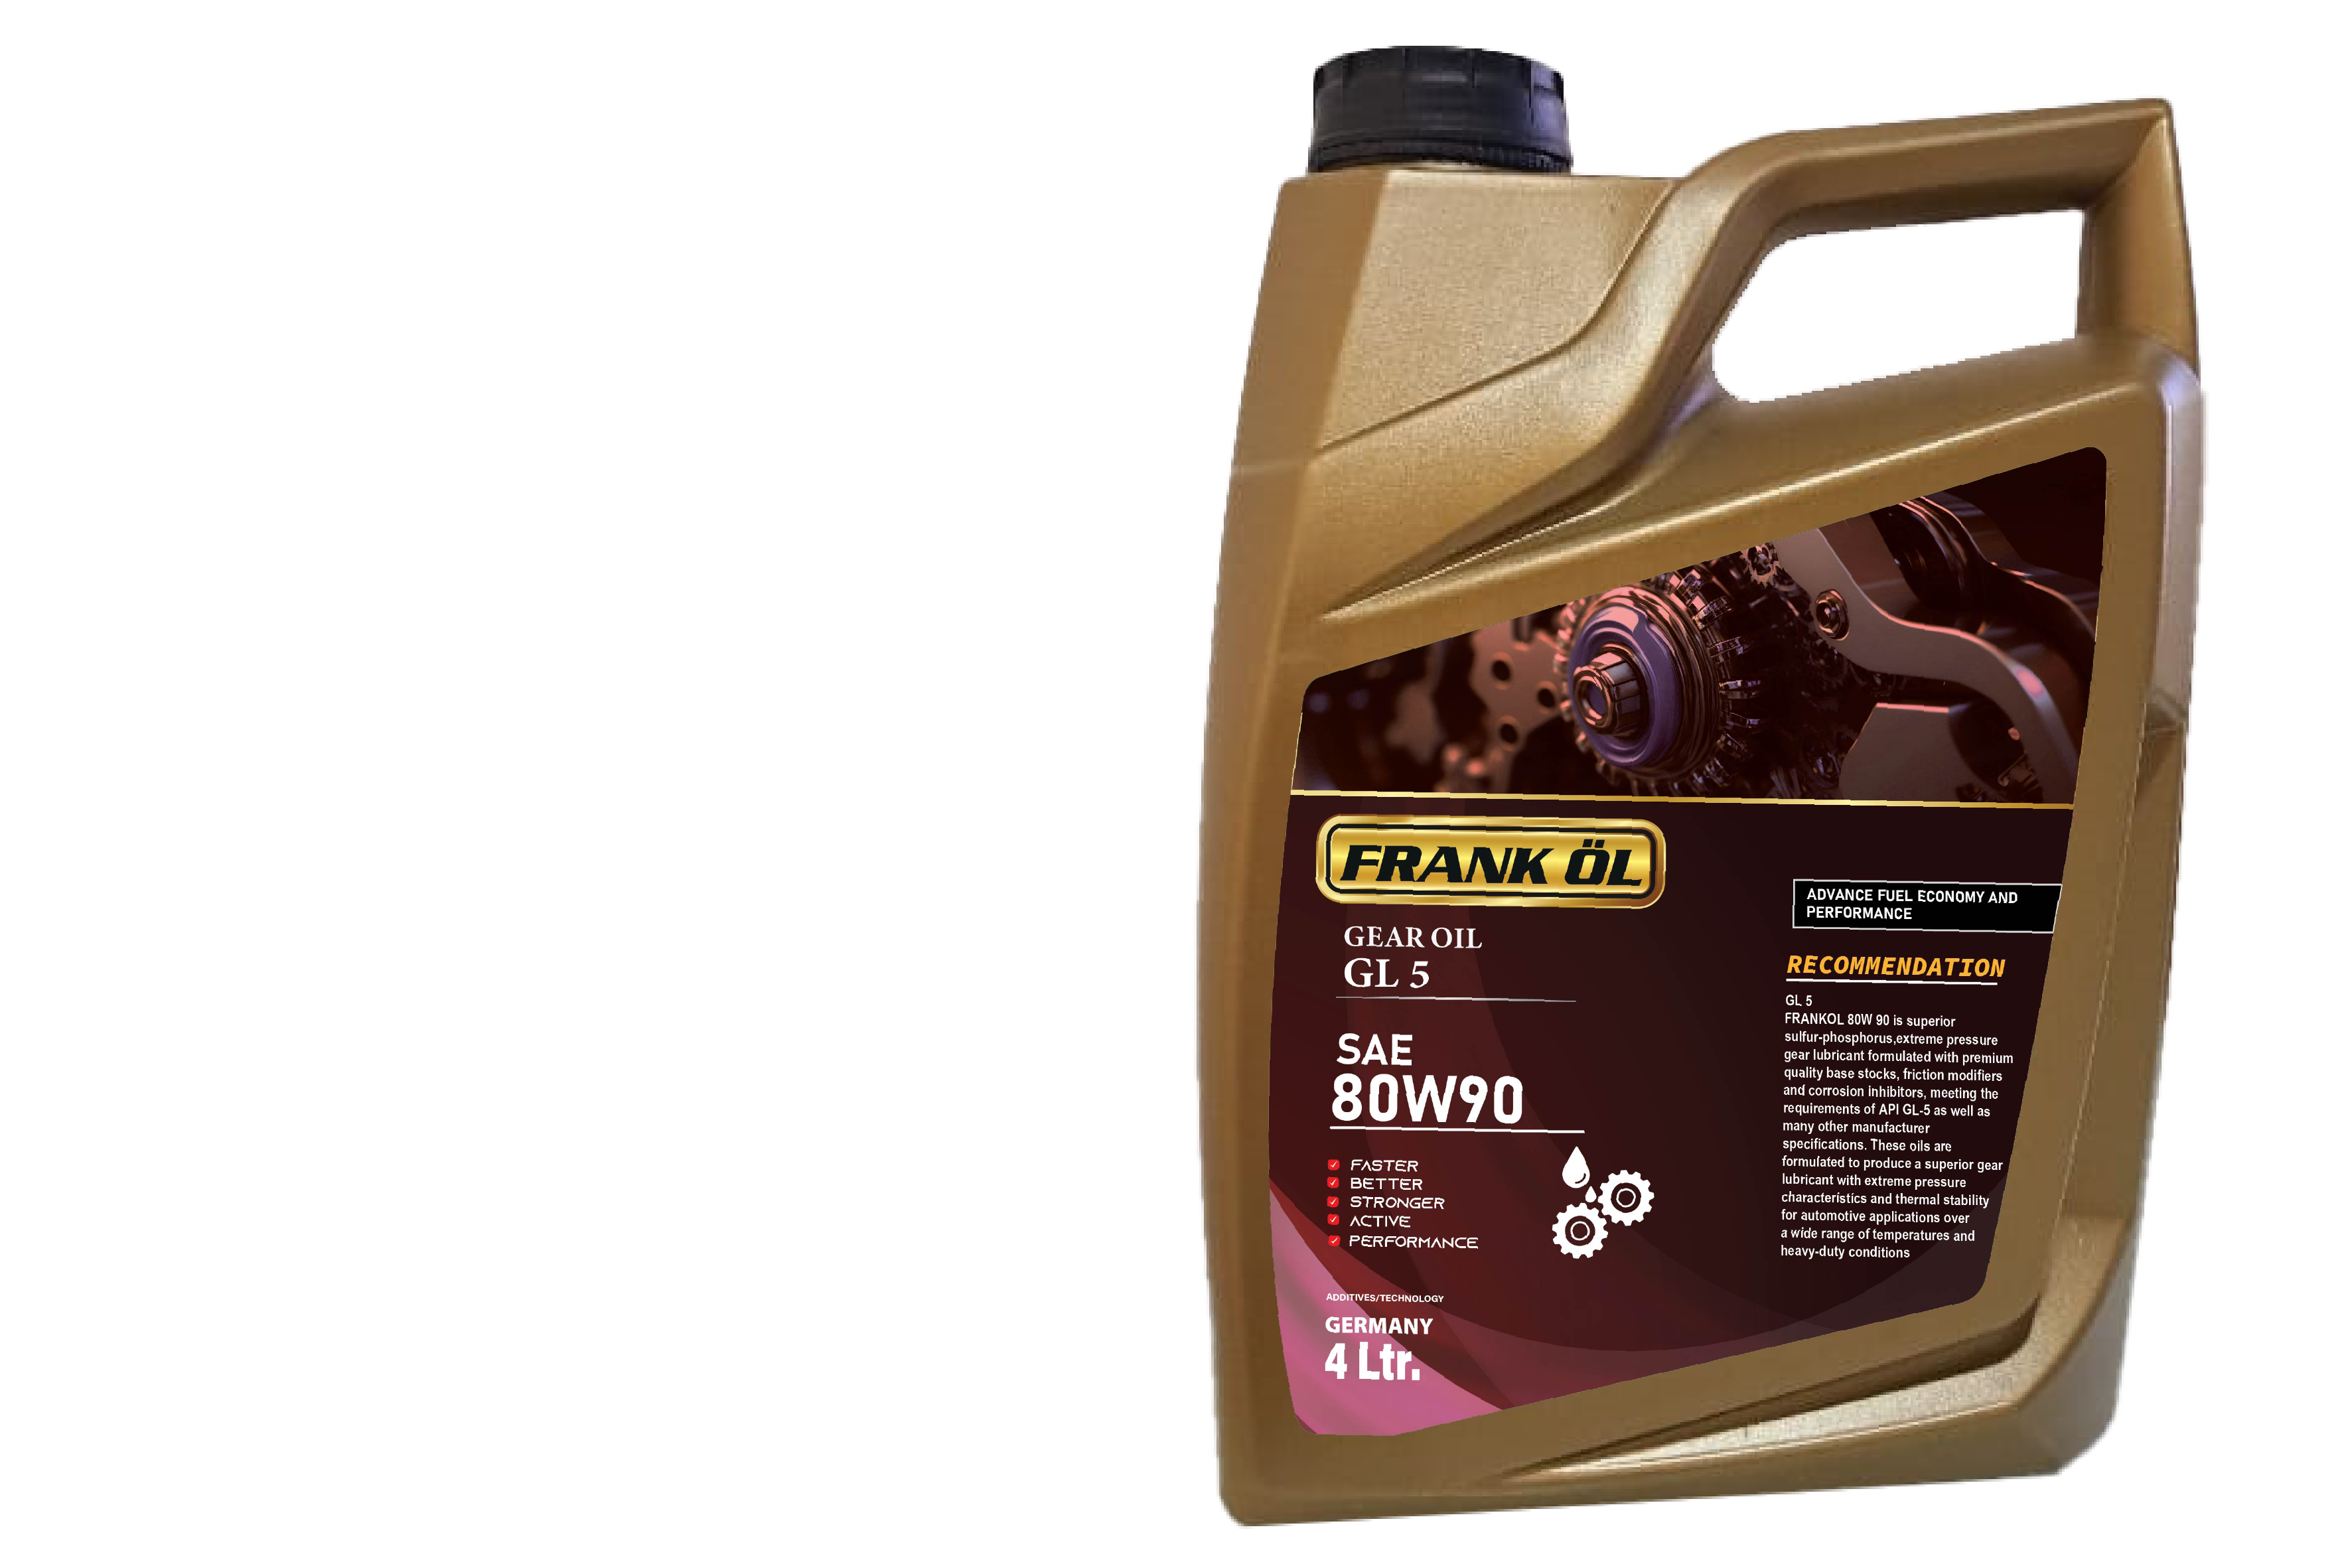 FRANK ÖL
GEAR OIL
GL 5
SAE
80W90
FASTER
BETTER
STRONGER
ACTIVE
PERFORMANCE
ADDITIVES/TECHNOLOGY
GERMANY
4 Ltr.
ADVANCE FUEL ECONOMY AND
PERFORMANCE
RECOMMENDATION
GL 5
FRANKOL 80W 90 is superior
sulfur-phosphorus,extreme pressure
gear lubricant formulated with premium
quality base stocks, friction modifiers
and corrosion inhibitors, meeting the
requirements of API GL-5 as well as
many other manufacturer
specifications. These oils are
formulated to produce a superior gear
lubricant with extreme pressure
characteristics and thermal stability
for automotive applications over
a wide range of temperatures and
heavy-duty conditions